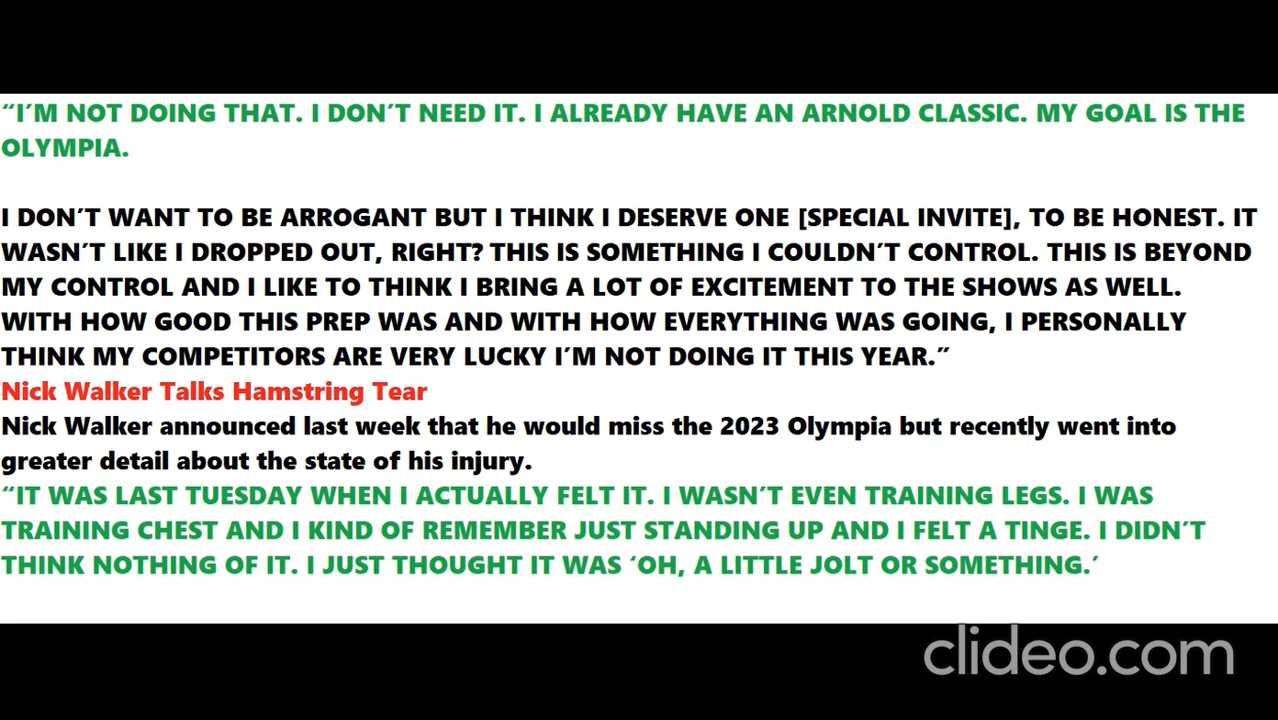 “I’M NOT DOING THAT. I DON’T NEED IT. I ALREADY HAVE AN ARNOLD CLASSIC. MY GOAL IS THE
OLYMPIA.
I DON’T WANT TO BE ARROGANT BUT I THINK I DESERVE ONE [SPECIAL INVITE], TO BE HONEST. IT
WASN’T LIKE I DROPPED OUT, RIGHT? THIS IS SOMETHING I COULDN’T CONTROL. THIS IS BEYOND
MY CONTROL AND I LIKE TO THINK I BRING A LOT OF EXCITEMENT TO THE SHOWS AS WELL.
WITH HOW GOOD THIS PREP WAS AND WITH HOW EVERYTHING WAS GOING, I PERSONALLY
THINK MY COMPETITORS ARE VERY LUCKY I’M NOT DOING IT THIS YEAR.”
Nick Walker Talks Hamstring Tear
Nick Walker announced last week that he would miss the 2023 Olympia but recently went into
greater detail about the state of his injury.
“IT WAS LAST TUESDAY WHEN I ACTUALLY FELT IT. I WASN’T EVEN TRAINING LEGS. I WAS
TRAINING CHEST AND I KIND OF REMEMBER JUST STANDING UP AND I FELT A TINGE. I DIDN’T
THINK NOTHING OF IT. I JUST THOUGHT IT WAS ‘OH, A LITTLE JOLT OR SOMETHING.’
clideo.com